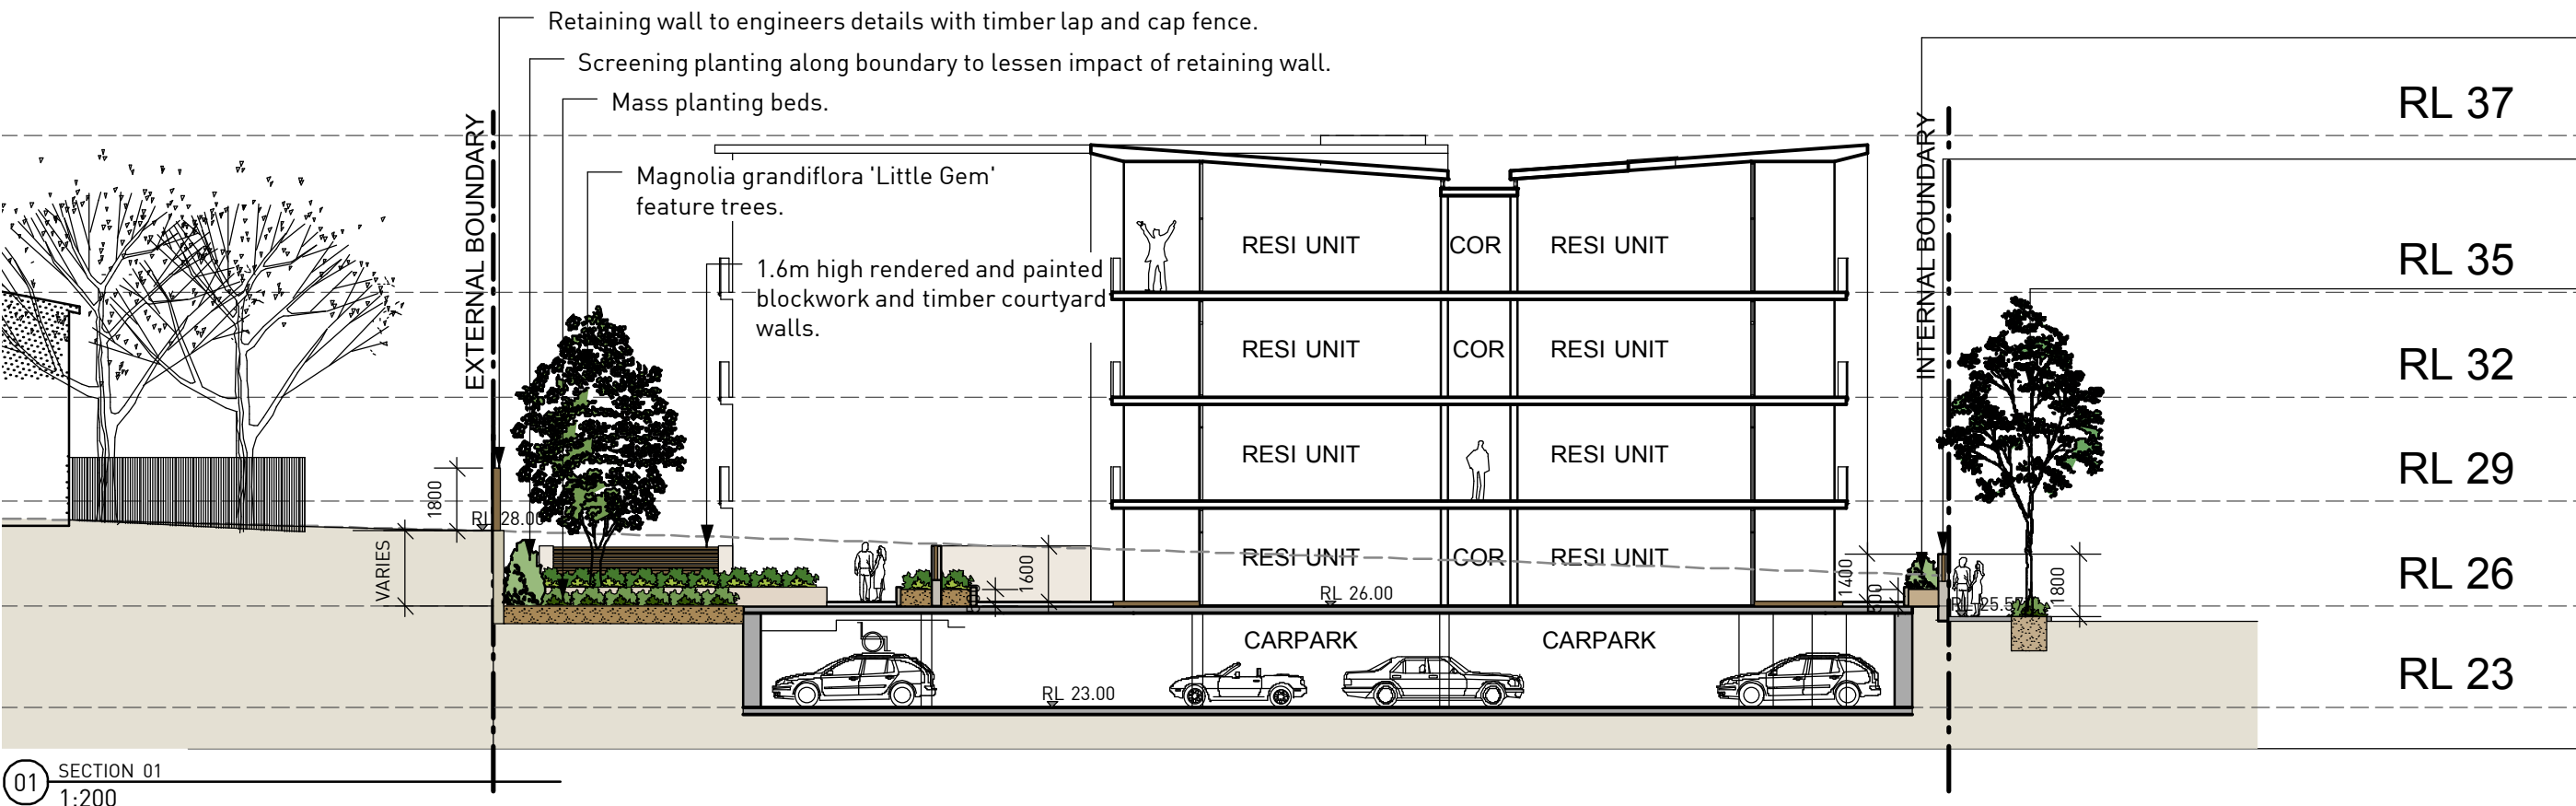 Retaining wall to engineers details with timber lap and cap fence.
Screening planting along boundary to lessen impact of retaining wall.
Mass planting beds.
Magnolia grandiflora 'Little Gem'
feature trees.
1.6m high rendered and painted
blockwork and timber courtyard
walls.
EXTERNAL BOUNDARY
INTERNAL BOUNDARY
RL 37
RL 35
RL 32
RL 29
RL 26
RL 23
RESI UNIT COR RESI UNIT
RESI UNIT COR RESI UNIT
RESI UNIT COR RESI UNIT
RESI UNIT COR RESI UNIT
1800
RL 28.00
VARIES
1600
RL 26.00
1400
1800
CARPARK CARPARK
RL 23.00
01 SECTION 01
1:200